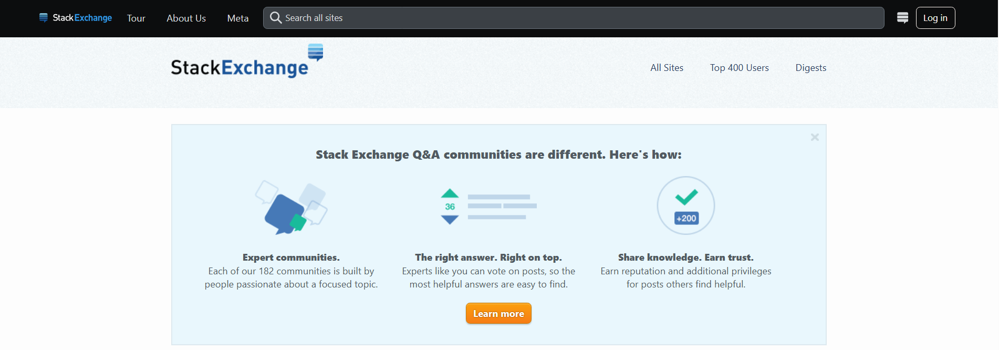 StackExchange Tour About Us Meta Search all sites Log in
StackExchange All Sites Top 400 Users Digests
Stack Exchange Q&A communities are different. Here's how:
36
+200
Expert communities.
Each of our 182 communities is built by
people passionate about a focused topic.
The right answer. Right on top.
Experts like you can vote on posts, so the
most helpful answers are easy to find.
Share knowledge. Earn trust.
Earn reputation and additional privileges
for posts others find helpful.
Learn more